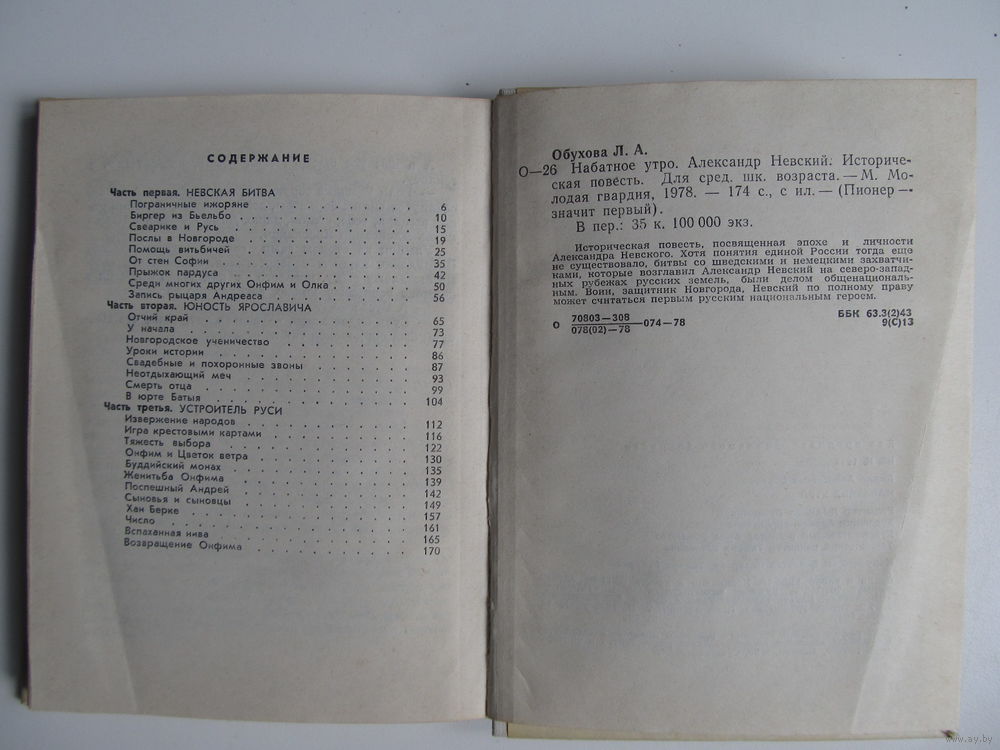 СОДЕРЖАНИЕ
Часть первая. НЕВСКАЯ БИТВА
Пограничные ижоряне . . . . . . . . . . 6
Биргер из Бьельбо . . . . . . . . . . 10
Свеарике и Русь . . . . . . . . . . 15
Послы в Новгороде . . . . . . . . . . 19
Помощь витьбичей . . . . . . . . . . 25
От стен Софии . . . . . . . . . . 35
Прыжок пардуса . . . . . . . . . . 42
Среди многих других Онфим и Олка . . . . . . 50
Запись рыцаря Андреаса . . . . . . . . . . 56
Часть вторая. ЮНОСТЬ ЯРОСЛАВИЧА
Отчий край . . . . . . . . . . 65
У начала . . . . . . . . . . 73
Новгородское ученичество . . . . . . . . . . 77
Уроки истории . . . . . . . . . . 86
Свадебные и похоронные звоны . . . . . . . . 87
Неотдыхающий меч . . . . . . . . . . 93
Смерть отца . . . . . . . . . . 99
В юрте Батыя . . . . . . . . . . 104
Часть третья. УСТРОИТЕЛЬ РУСИ
Извержение народов . . . . . . . . . . 112
Игра крестовыми картами . . . . . . . . . . 116
Тяжесть выбора . . . . . . . . . . 122
Онфим и Цветок ветра . . . . . . . . . . 130
Буддийский монах . . . . . . . . . . 135
Женитьба Онфима . . . . . . . . . . 139
Поспешный Андрей . . . . . . . . . . 142
Сыновья и сыновцы . . . . . . . . . . 149
Хан Берке . . . . . . . . . . 157
Число . . . . . . . . . . 161
Вспаханная нива . . . . . . . . . . 165
Возвращение Онфима . . . . . . . . . . 170
Обухова Л. А.
О—26 Набатное утро. Александр Невский. Историче-
ская повесть. Для сред. шк. возраста. — М. Мо-
лодая гвардия, 1978. — 174 с., с ил. — (Пионер —
значит первый).
В пер.: 35 к. 100 000 экз.
Историческая повесть, посвященная эпохе и личности
Александра Невского. Хотя понятия единой России тогда еще
не существовало, битвы со шведскими и немецкими захватчи-
ками, которые возглавил Александр Невский на северо-запад-
ных рубежах русских земель, были делом общенациональ-
ным. Воин, защитник Новгорода, Невский по полному праву
может считаться первым русским национальным героем.
О 70803—308
078(02)—78 074—78
ББК 63.3(2)43
9(С)13
www.ay.by